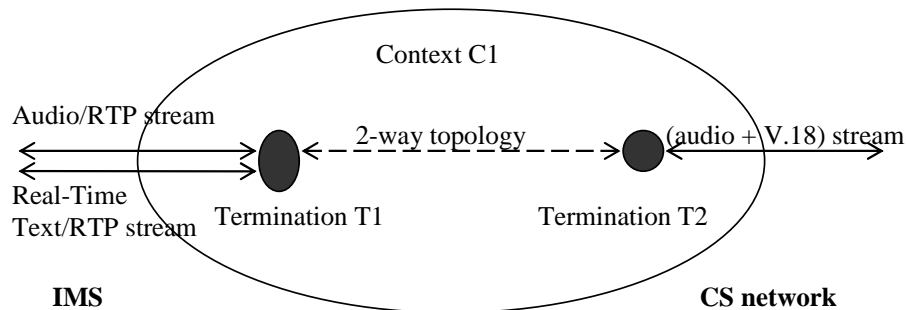 Context C1
Audio/RTP stream
2-way topology
(audio + V.18) stream
Real-Time
Text/RTP stream
Termination T1
Termination T2
IMS
CS network